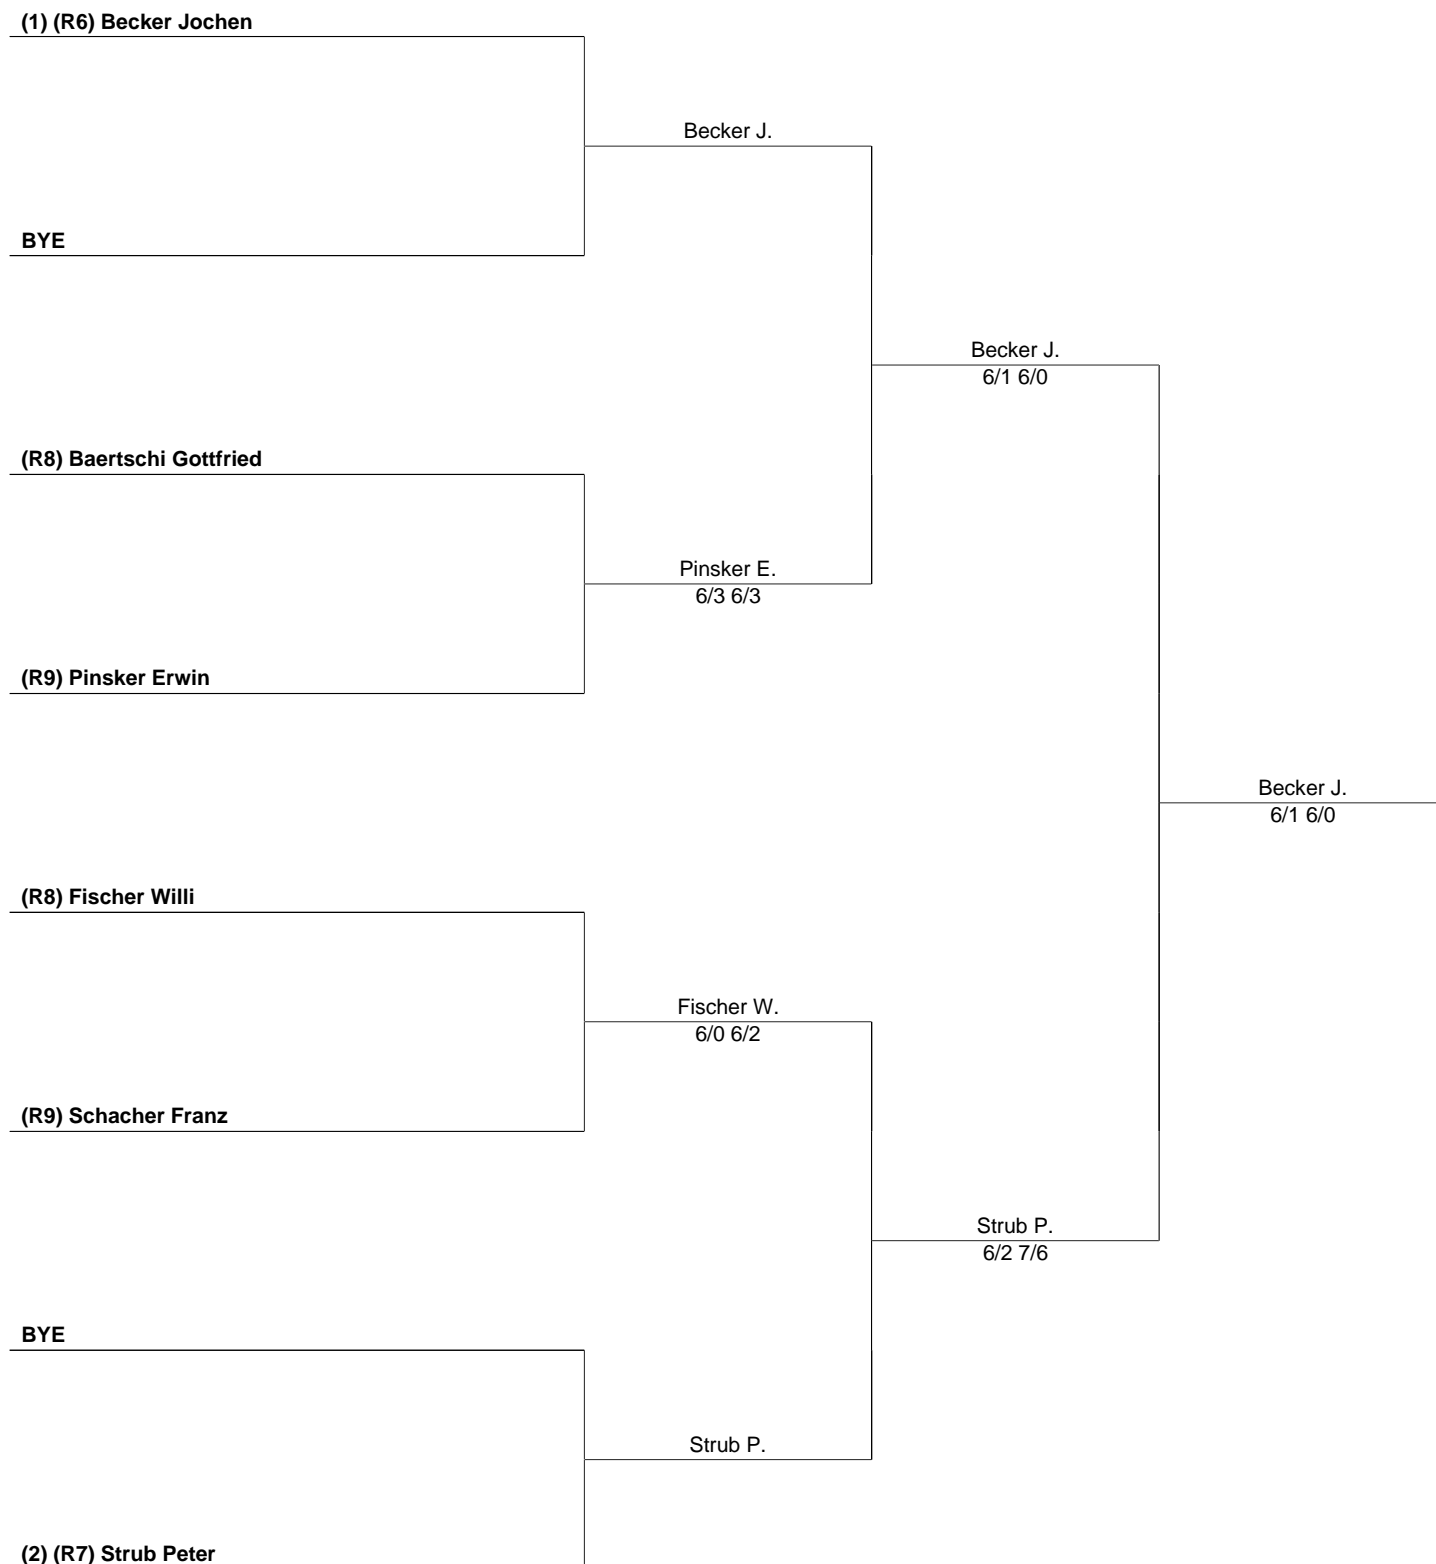 (1) (R6) Becker Jochen
Becker J.
BYE
Becker J.
6/1 6/0
(R8) Baertschi Gottfried
Pinsker E.
6/3 6/3
(R9) Pinsker Erwin
Becker J.
6/1 6/0
(R8) Fischer Willi
Fischer W.
6/0 6/2
(R9) Schacher Franz
Strub P.
6/2 7/6
BYE
Strub P.
(2) (R7) Strub Peter